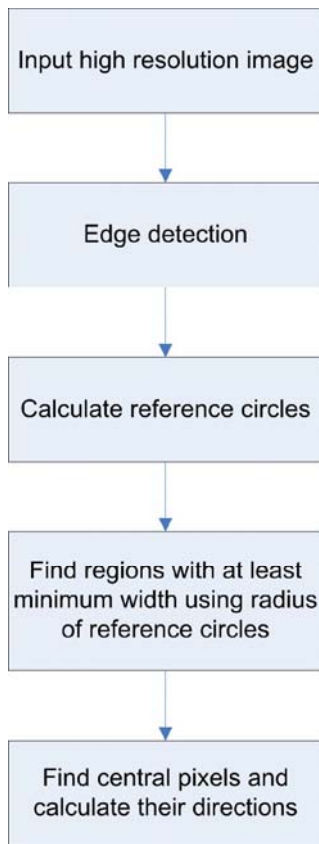 Input high resolution image
Edge detection
Calculate reference circles
Find regions with at least
minimum width using radius
of reference circles
Find central pixels and
calculate their directions